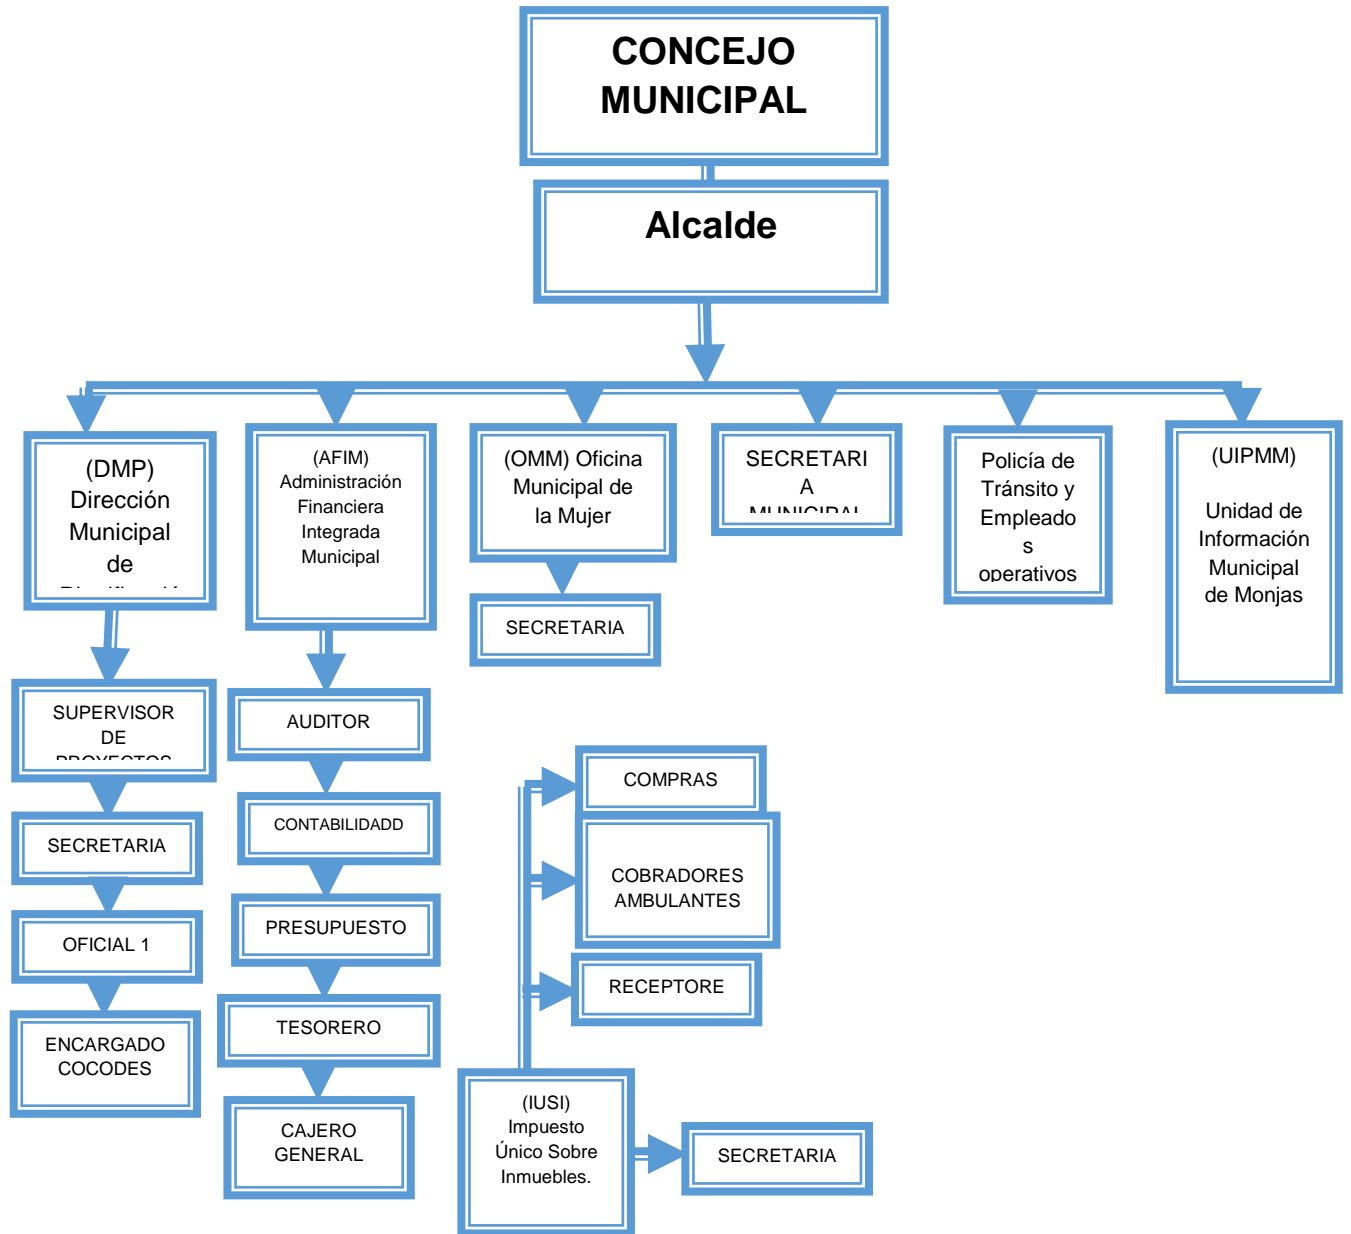 CONCEJO
MUNICIPAL
Alcalde
(DMP)
Dirección
Municipal
de
(AFIM)
Administración
Financiera
Integrada
Municipal
(OMM) Oficina
Municipal de
la Mujer
SECRETARI
A
MUNICIPAL
Policía de
Tránsito y
Empleado
s
operativos
(UIPMM)
Unidad de
Información
Municipal
de Monjas
SECRETARIA
SUPERVISOR
DE
PROYECTOS
AUDITOR
COMPRAS
SECRETARIA
CONTABILIDADD
COBRADORES
AMBULANTES
OFICIAL 1
PRESUPUESTO
RECEPTORE
ENCARGADO
COCODES
TESORERO
CAJERO
GENERAL
(IUSI)
Impuesto
Único Sobre
Inmuebles.
SECRETARIA